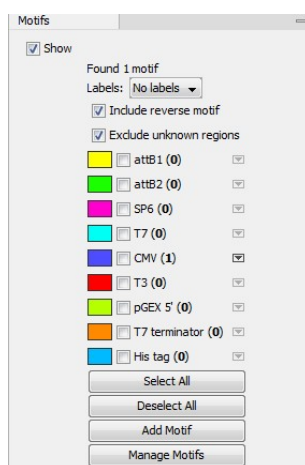 Motifs
Show
Found 1 motif
Labels: No labels
Include reverse motif
Exclude unknown regions
attB1 (0)
attB2 (0)
SP6 (0)
T7 (0)
CMV (1)
T3 (0)
pGEX 5' (0)
T7 terminator (0)
His tag (0)
Select All
Deselect All
Add Motif
Manage Motifs